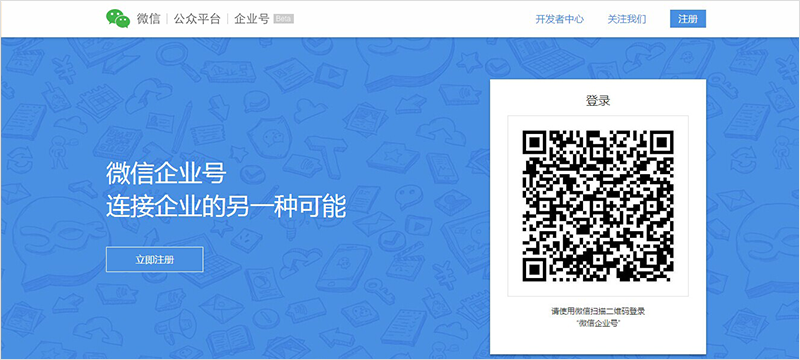 微信 | 公众平台 | 企业号 Beta
开发者中心 关注我们 注册
登录
微信企业号
连接企业的另一种可能
立即注册
请使用微信扫描二维码登录
“微信企业号”